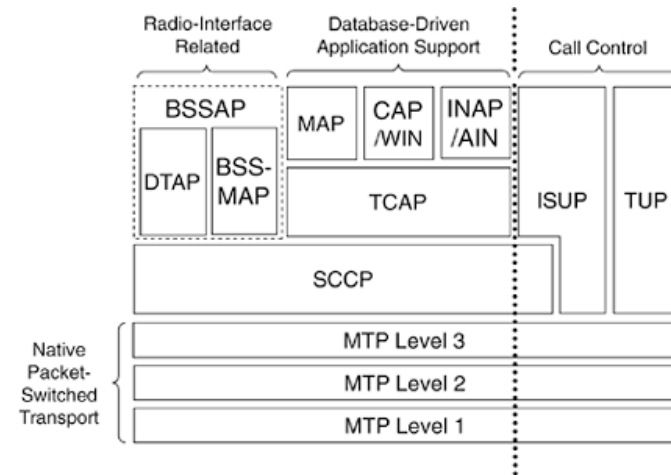 Radio-Interface
Related
Database-Driven
Application Support
Call Control
BSSAP
DTAP
BSS-
MAP
MAP
CAP
/WIN
INAP
/AIN
TCAP
ISUP
TUP
SCCP
Native
Packet-
Switched
Transport
MTP Level 3
MTP Level 2
MTP Level 1